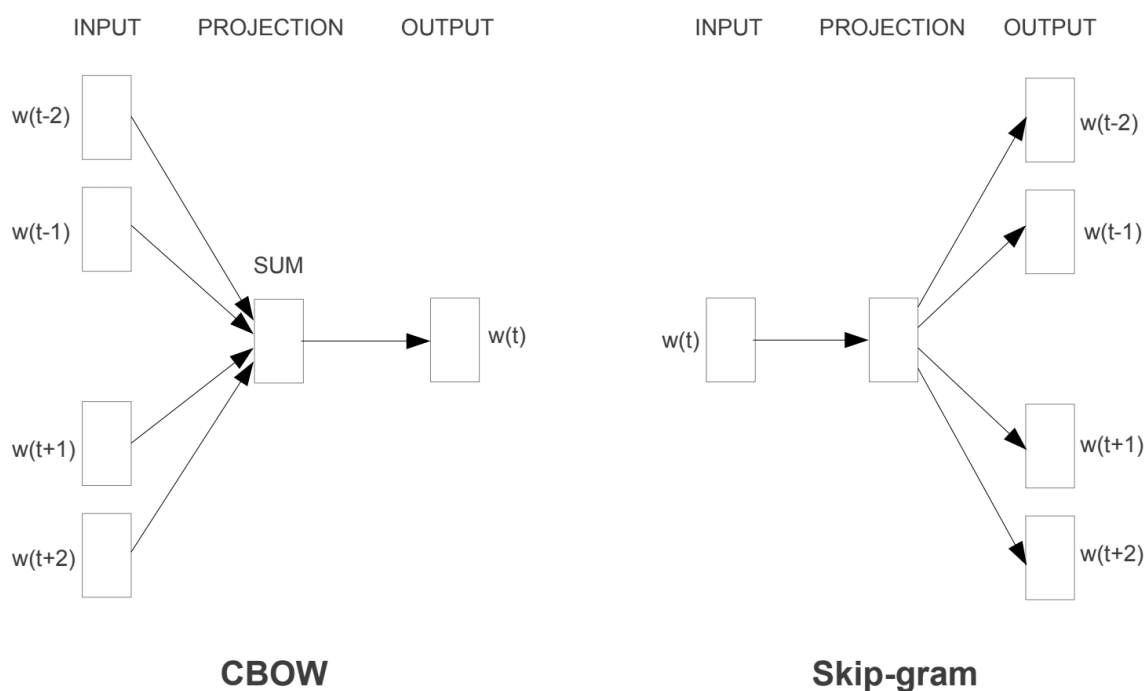 INPUT PROJECTION OUTPUT
w(t-2)
w(t-1)
SUM
w(t)
w(t+1)
w(t+2)
CBOW
INPUT PROJECTION OUTPUT
w(t-2)
w(t-1)
w(t)
w(t+1)
w(t+2)
Skip-gram